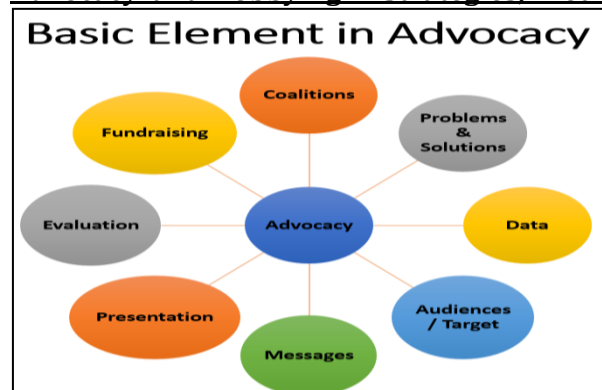 Basic Element in Advocacy
Coalitions
Problems
&
Solutions
Fundraising
Evaluation
Advocacy
Data
Presentation
Audiences
/ Target
Messages